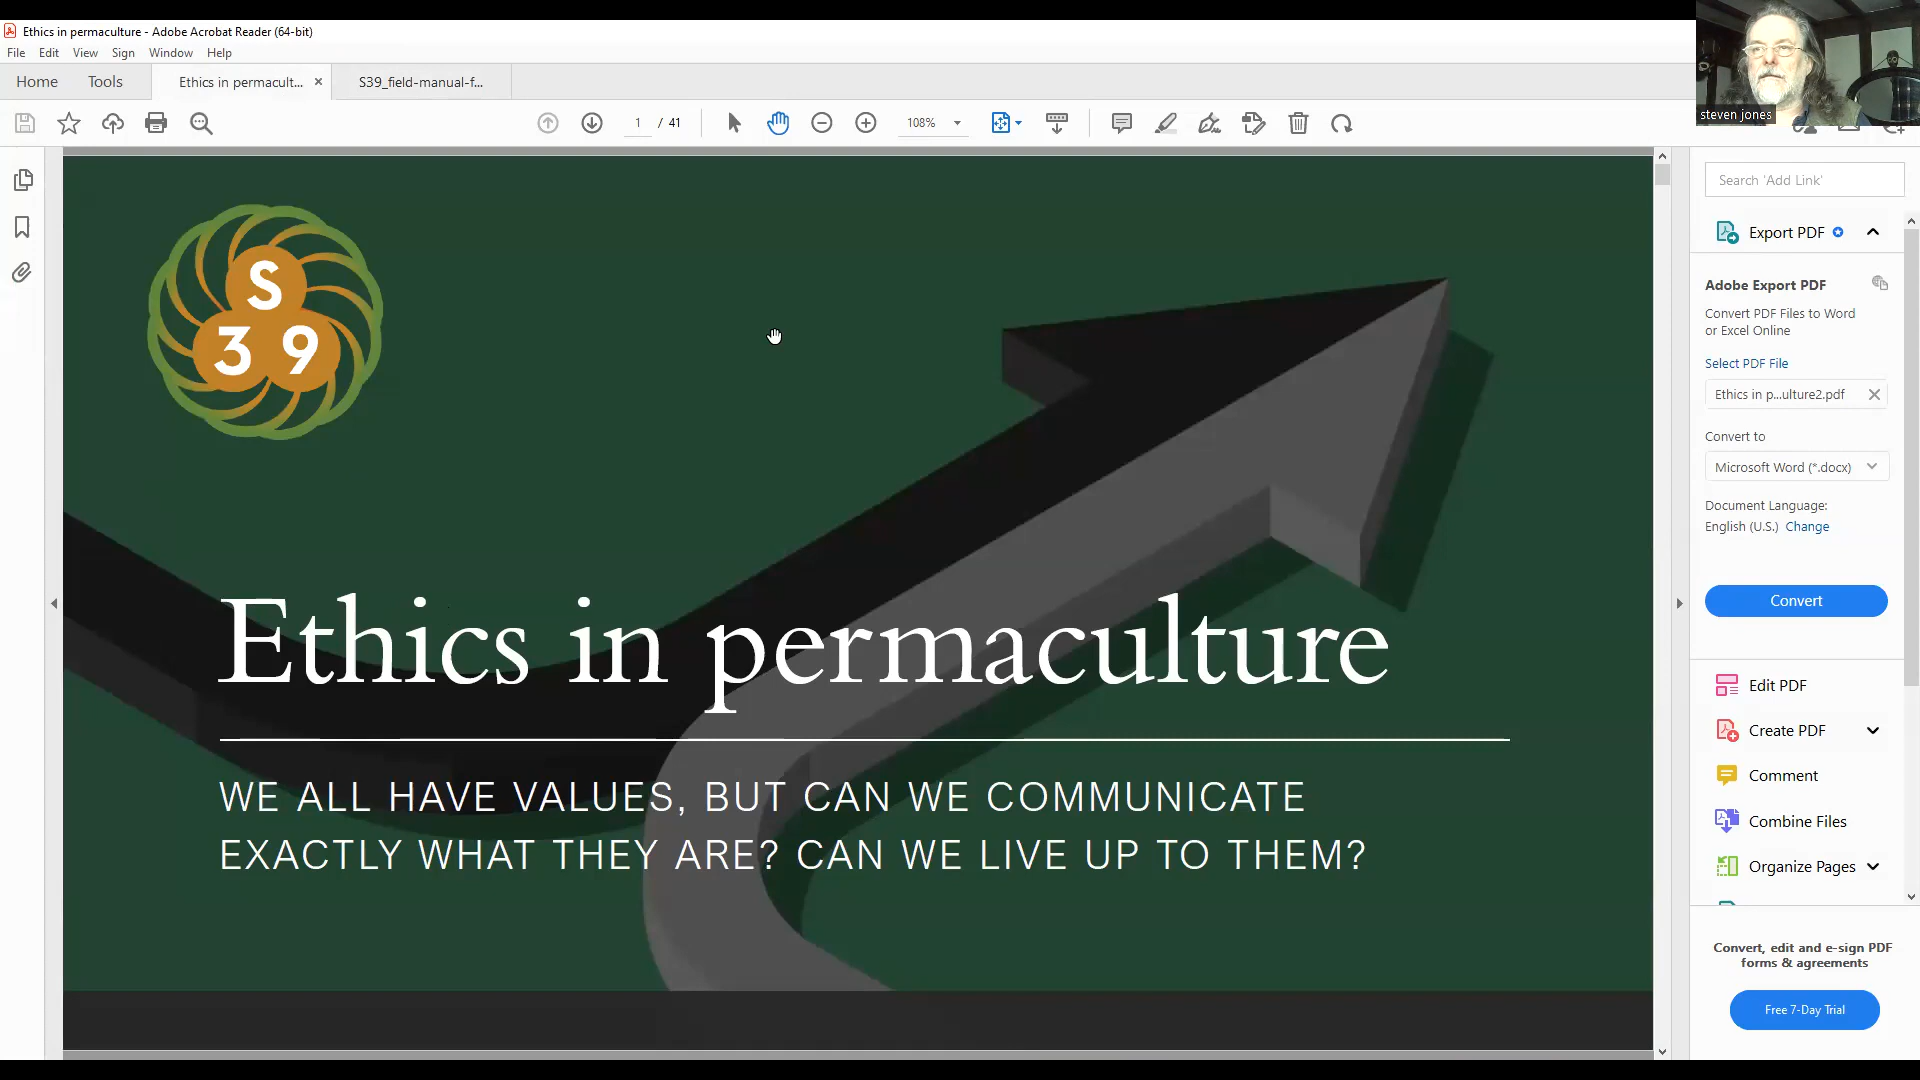 Ethics in permaculture - Adobe Acrobat Reader (64-bit)
File Edit View Sign Window Help
Home Tools Ethics in permacult... × S39_field-manual-f...
1 / 41 108%
steven jones
S
3 9
Ethics in permaculture
WE ALL HAVE VALUES, BUT CAN WE COMMUNICATE
EXACTLY WHAT THEY ARE? CAN WE LIVE UP TO THEM?
Search 'Add Link'
Export PDF
Adobe Export PDF
Convert PDF Files to Word
or Excel Online
Select PDF File
Ethics in p...ulture2.pdf
Convert to
Microsoft Word (*.docx)
Document Language:
English (U.S.) Change
Convert
Edit PDF
Create PDF
Comment
Combine Files
Organize Pages
Convert, edit and e-sign PDF
forms & agreements
Free 7-Day Trial